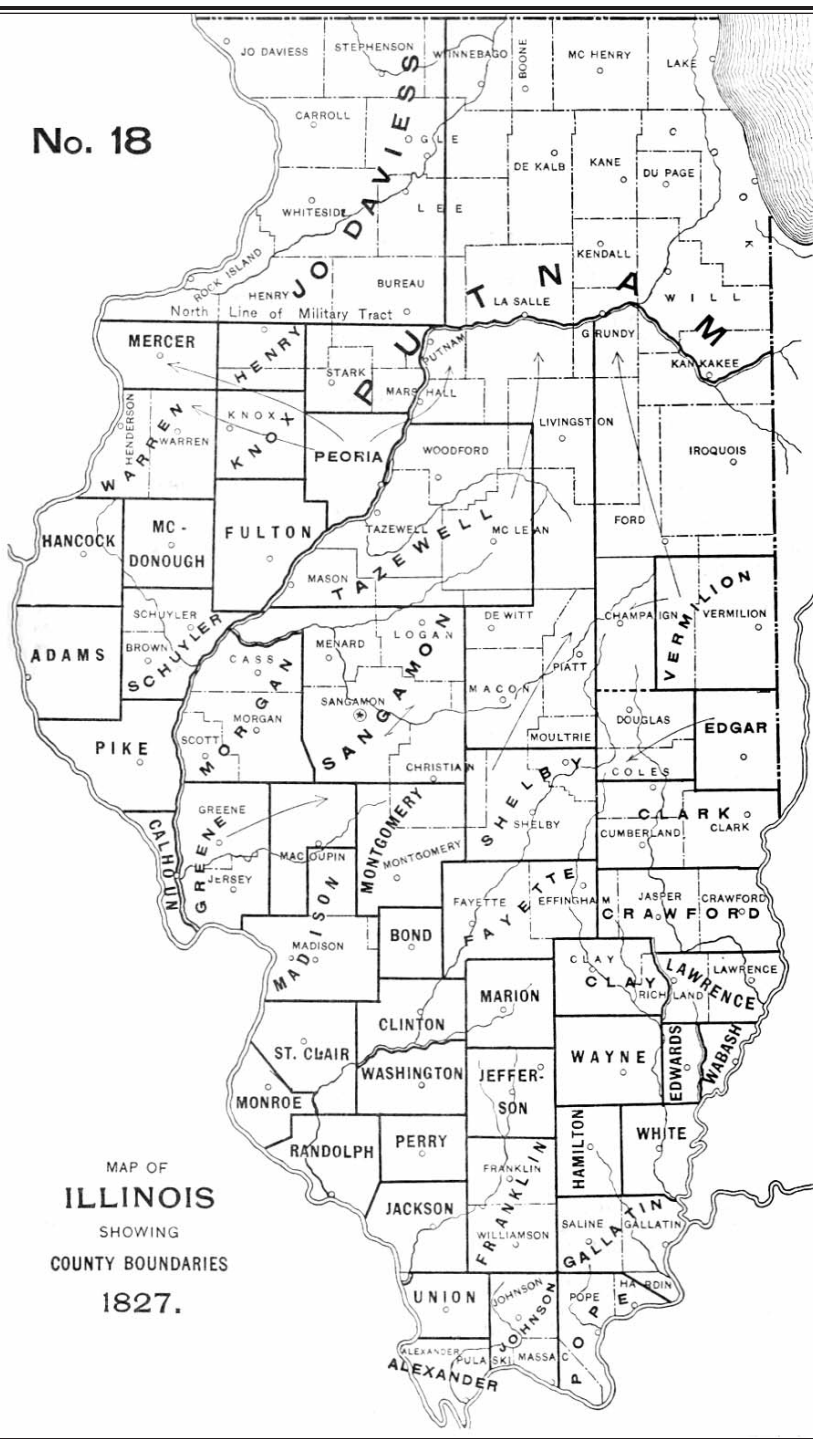 No. 18
JO DAVIESS
STEPHENSON
WINNEBAGO
BOONE
MC HENRY
LAKE
CARROLL
OGLE
DE KALB
KANE
DU PAGE
COOK
WHITESIDE
LEE
JO DAVIESS
ROCK ISLAND
HENRY
BUREAU
KENDALL
LA SALLE
WILL
PUTNAM
North Line of Military Tract
MERCER
HENRY
STARK
PUTNAM
MARSHALL
GRUNDY
KANKAKEE
HENDERSON
WARREN
WARREN
KNOX
KNOX
PEORIA
WOODFORD
LIVINGSTON
IROQUOIS
HANCOCK
MC-
DONOUGH
FULTON
TAZEWELL
MC LEAN
FORD
MASON
TAZEWELL
ADAMS
SCHUYLER
BROWN
SCHUYLER
CASS
MENARD
LOGAN
DE WITT
CHAMPAIGN
VERMILION
VERMILION
PIATT
MACON
SANGAMON
SANGAMON
MORGAN
MORGAN
SCOTT
PIKE
CHRISTIAN
MOULTRIE
DOUGLAS
EDGAR
COLES
SHELBY
SHELBY
CALHOUN
GREENE
GREENE
JERSEY
MACOUPIN
MONTGOMERY
MONTGOMERY
CLARK
CLARK
CUMBERLAND
MADISON
MADISON
BOND
FAYETTE
FAYETTE
EFFINGHAM
JASPER
CRAWFORD
CRAWFORD
CLAY
CLAY
RICHLAND
LAWRENCE
LAWRENCE
MARION
CLINTON
ST. CLAIR
WASHINGTON
JEFFER-
SON
WAYNE
EDWARDS
WABASH
MONROE
RANDOLPH
PERRY
HAMILTON
WHITE
FRANKLIN
FRANKLIN
WILLIAMSON
JACKSON
SALINE
GALLATIN
GALLATIN
UNION
JOHNSON
JOHNSON
POPE
POPE
HARDIN
ALEXANDER
ALEXANDER
PULASKI
MASSAC
MAP OF
ILLINOIS
SHOWING
COUNTY BOUNDARIES
1827.